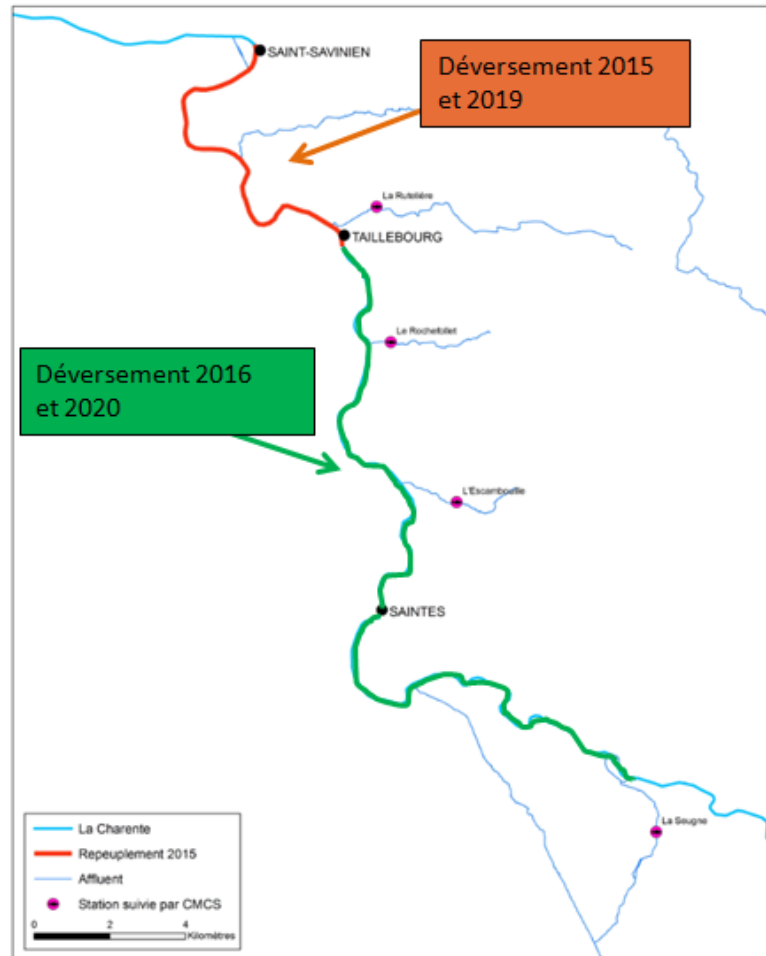 SAINT-SAVINIEN
Déversement 2015
et 2019
La Rutelière
TAILLEBOURG
Le Rochefollet
Déversement 2016
et 2020
L'Escambouille
SAINTES
La Seugne
La Charente
Repeuplement 2015
Affluent
Station suivie par CMCS
0 2 4
Kilomètres